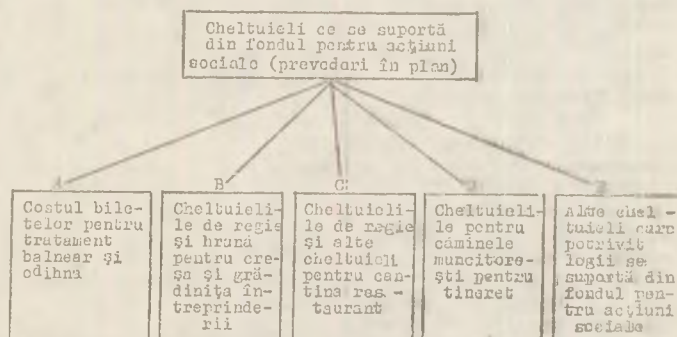 Cheltuieli ce se suportă
din fondul pentru acţiuni
sociale (prevederi în plan)
A
B
C
Costul bile-
telor pentru
tratament
balnear şi
odihnă
Cheltuieli-
le de regie
şi hrană
pentru cre-
şa şi gră-
diniţa în-
treprinde-
rii
Cheltuieli-
le de regie
şi alte
cheltuieli
pentru can-
tina res -
taurant
Cheltuieli-
le pentru
căminele
muncitore-
şti pentru
tineret
Alte chel -
tuieli care
potrivit
legii se
suportă din
fondul pen-
tru acţiuni
sociale